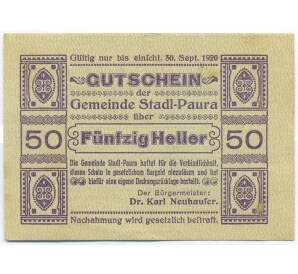 Gültig nur bis einschl. 30. Sept. 1920
GUTSCHEIN
der
Gemeinde Stadl-Paura
über
50 Fünfzig Heller 50
Die Gemeinde Stadl-Paura haftet für die Verbindlichkeit,
diesen Schein in gesetzlichem Bargeld einzulösen und hat
hiefür eine eigene Deckungsrücklage bestellt.
Der Bürgermeister:
Dr. Karl Neuhauser.
Nachahmung wird gesetzlich bestraft.